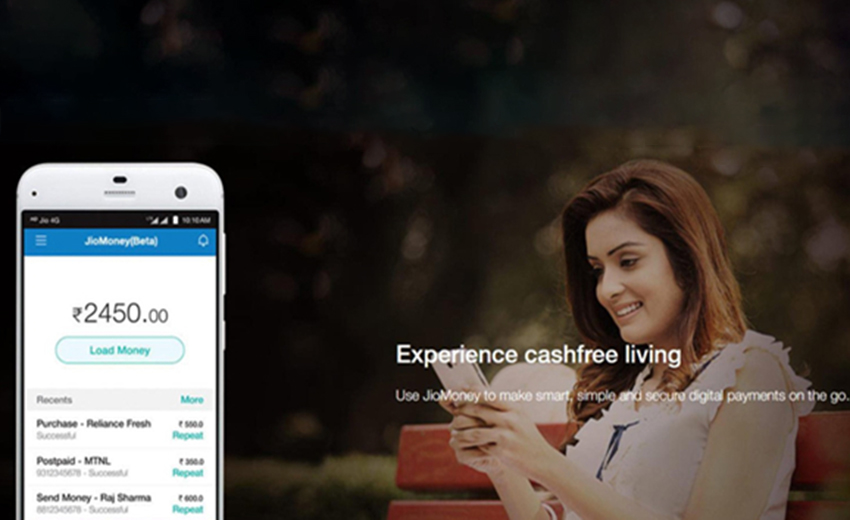 Jio 4G 10:10 AM
JioMoney(Beta)
₹2450.00
Load Money
Recents More
Purchase - Reliance Fresh ₹ 550.0
Successful Repeat
Postpaid - MTNL ₹ 350.0
9312345678 - Successful Repeat
Send Money - Raj Sharma ₹ 600.0
8812345678 - Successful Repeat
Experience cashfree living
Use JioMoney to make smart, simple and secure digital payments on the go.